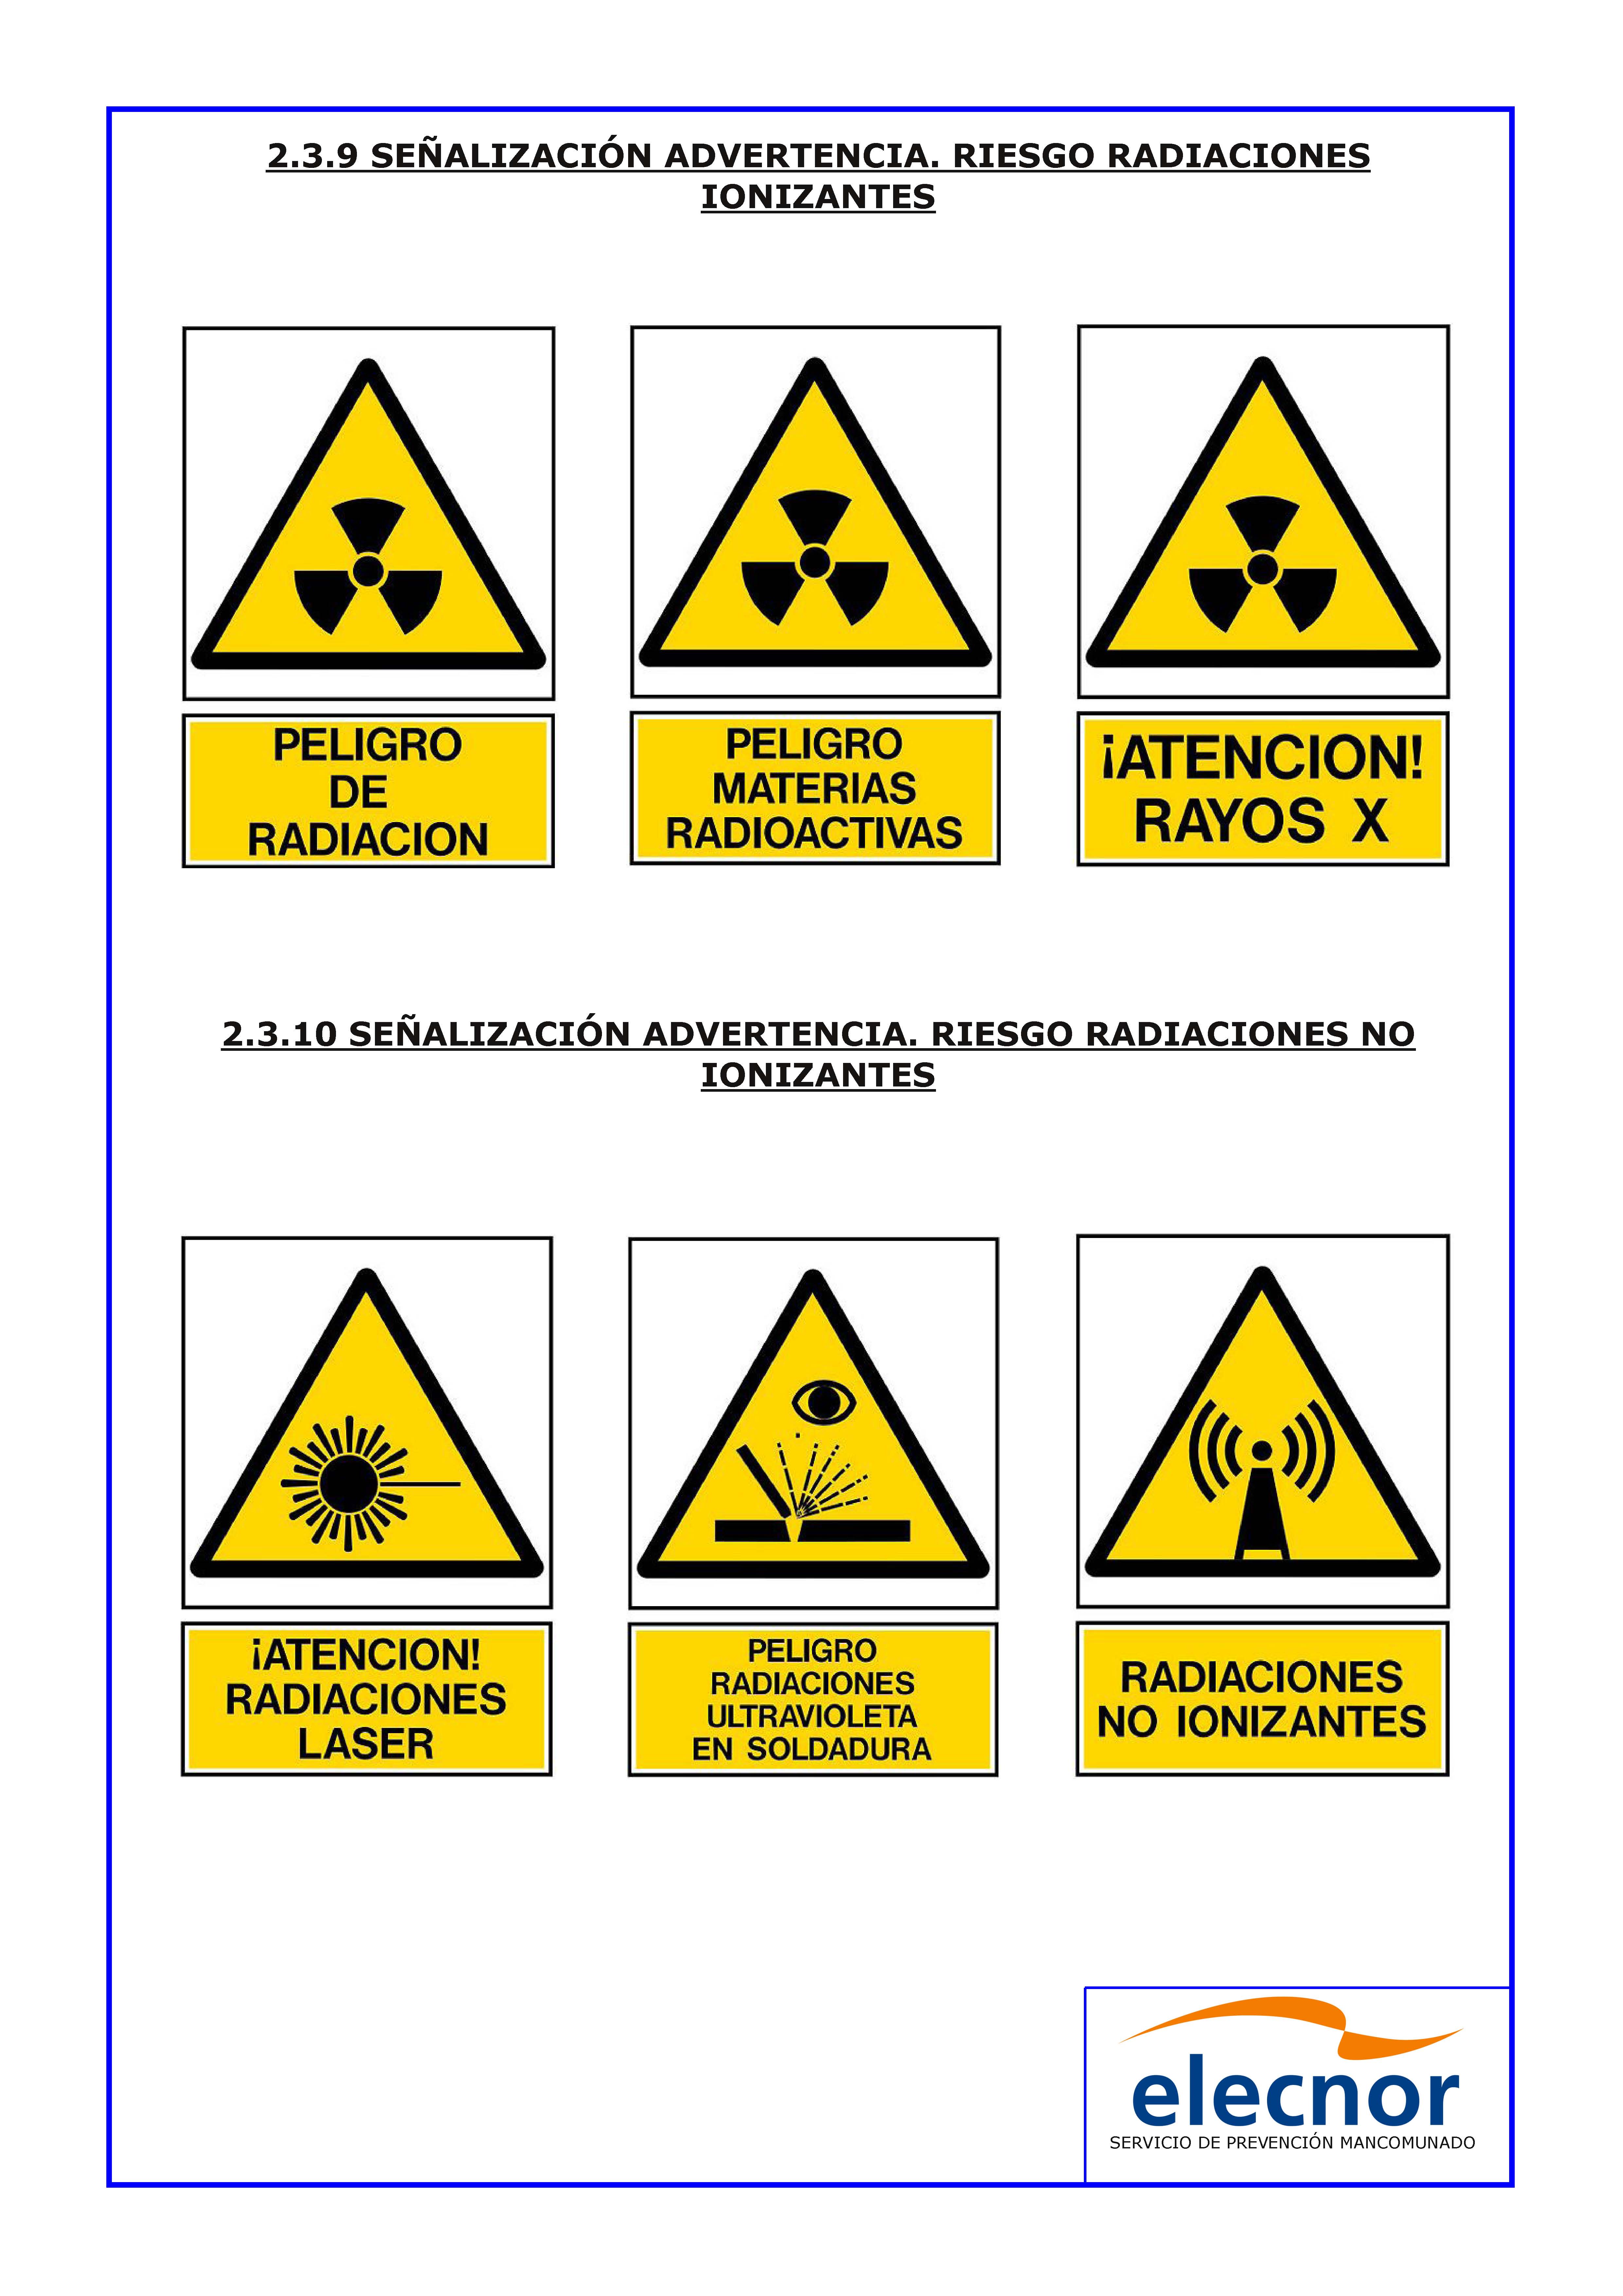 2.3.9 SEÑALIZACIÓN ADVERTENCIA. RIESGO RADIACIONES
IONIZANTES
PELIGRO
DE
RADIACION
PELIGRO
MATERIAS
RADIOACTIVAS
¡ATENCION!
RAYOS X
2.3.10 SEÑALIZACIÓN ADVERTENCIA. RIESGO RADIACIONES NO
IONIZANTES
¡ATENCION!
RADIACIONES
LASER
PELIGRO
RADIACIONES
ULTRAVIOLETA
EN SOLDADURA
RADIACIONES
NO IONIZANTES
elecnor
SERVICIO DE PREVENCIÓN MANCOMUNADO